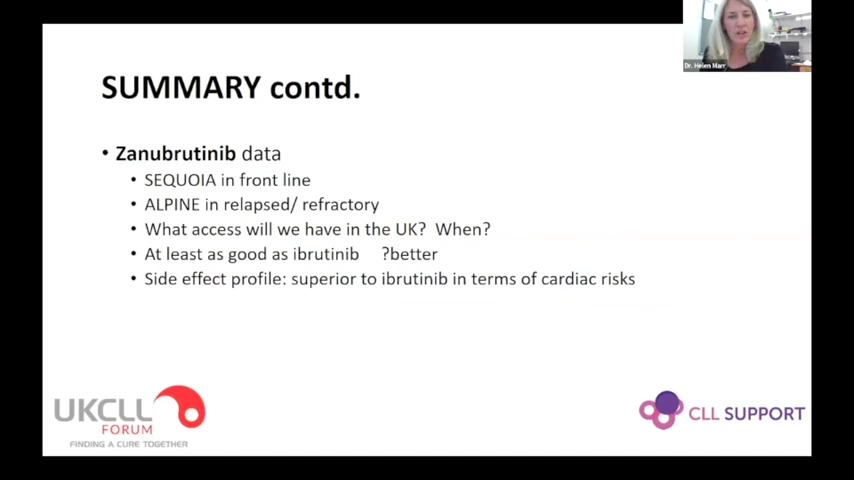 Dr. Helen Marr
SUMMARY contd.
• Zanubrutinib data
• SEQUOIA in front line
• ALPINE in relapsed/ refractory
• What access will we have in the UK? When?
• At least as good as ibrutinib ?better
• Side effect profile: superior to ibrutinib in terms of cardiac risks
UKCLL
FORUM
FINDING A CURE TOGETHER
CLL SUPPORT